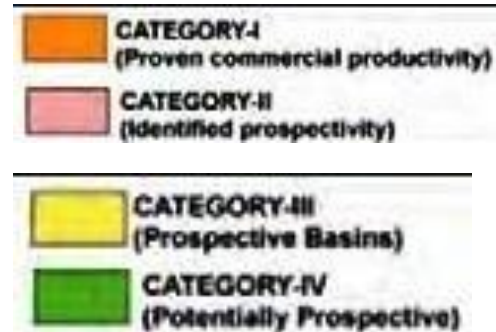 CATEGORY-I
(Proven commercial productivity)
CATEGORY-II
(Identified prospectivity)
CATEGORY-III
(Prospective Basins)
CATEGORY-IV
(Potentially Prospective)